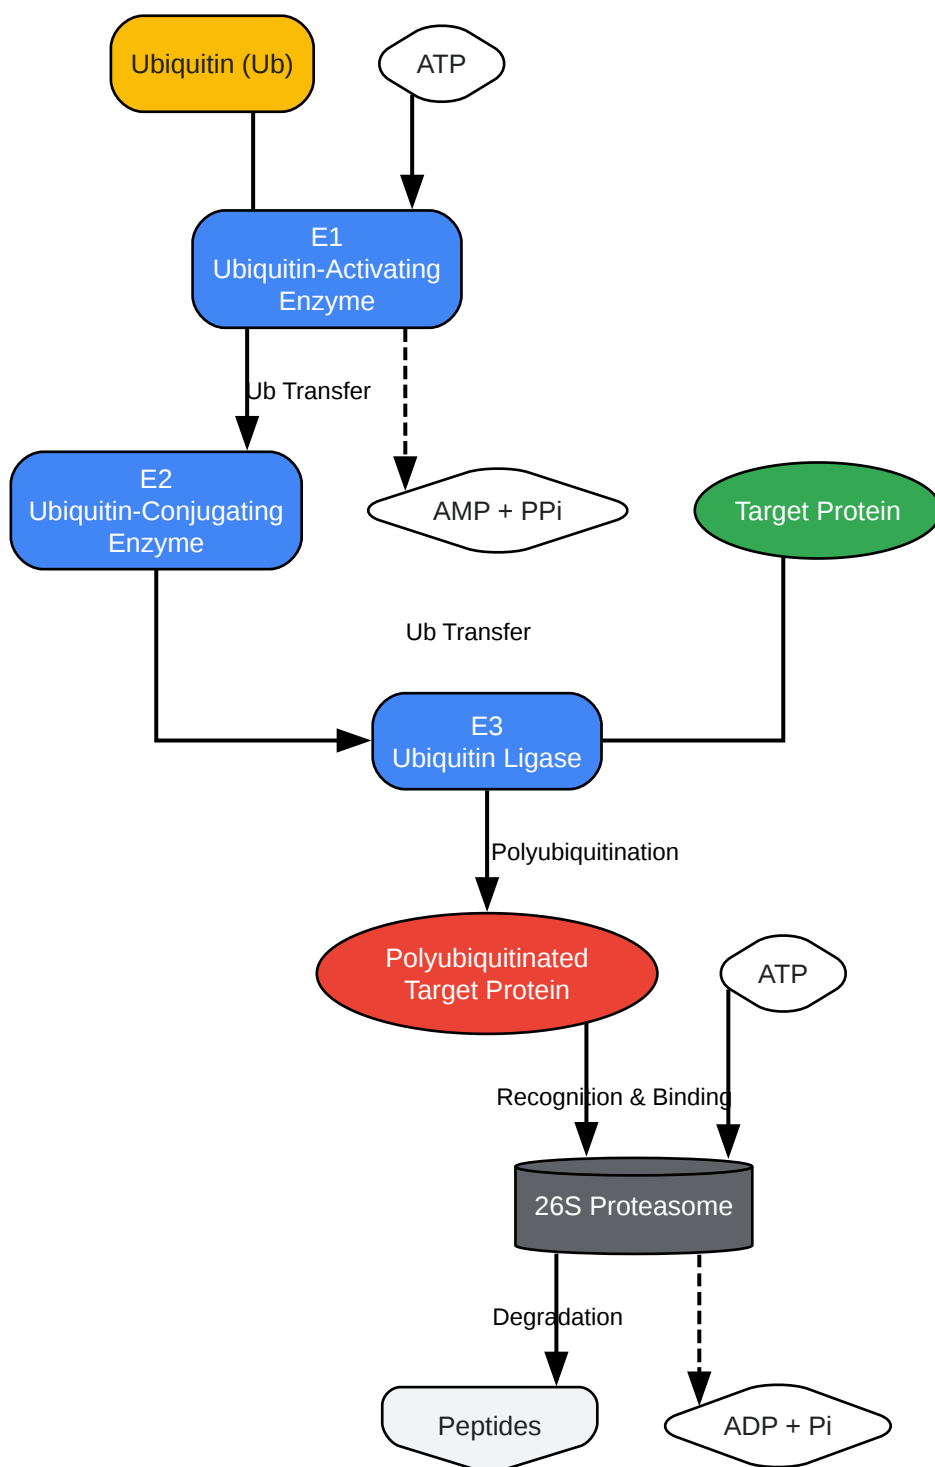 Ubiquitin (Ub)
ATP
E1
Ubiquitin-Activating
Enzyme
Ub Transfer
E2
Ubiquitin-Conjugating
Enzyme
AMP + PPi
Target Protein
Ub Transfer
E3
Ubiquitin Ligase
Polyubiquitination
Polyubiquitinated
Target Protein
ATP
Recognition & Binding
26S Proteasome
Degradation
Peptides
ADP + Pi